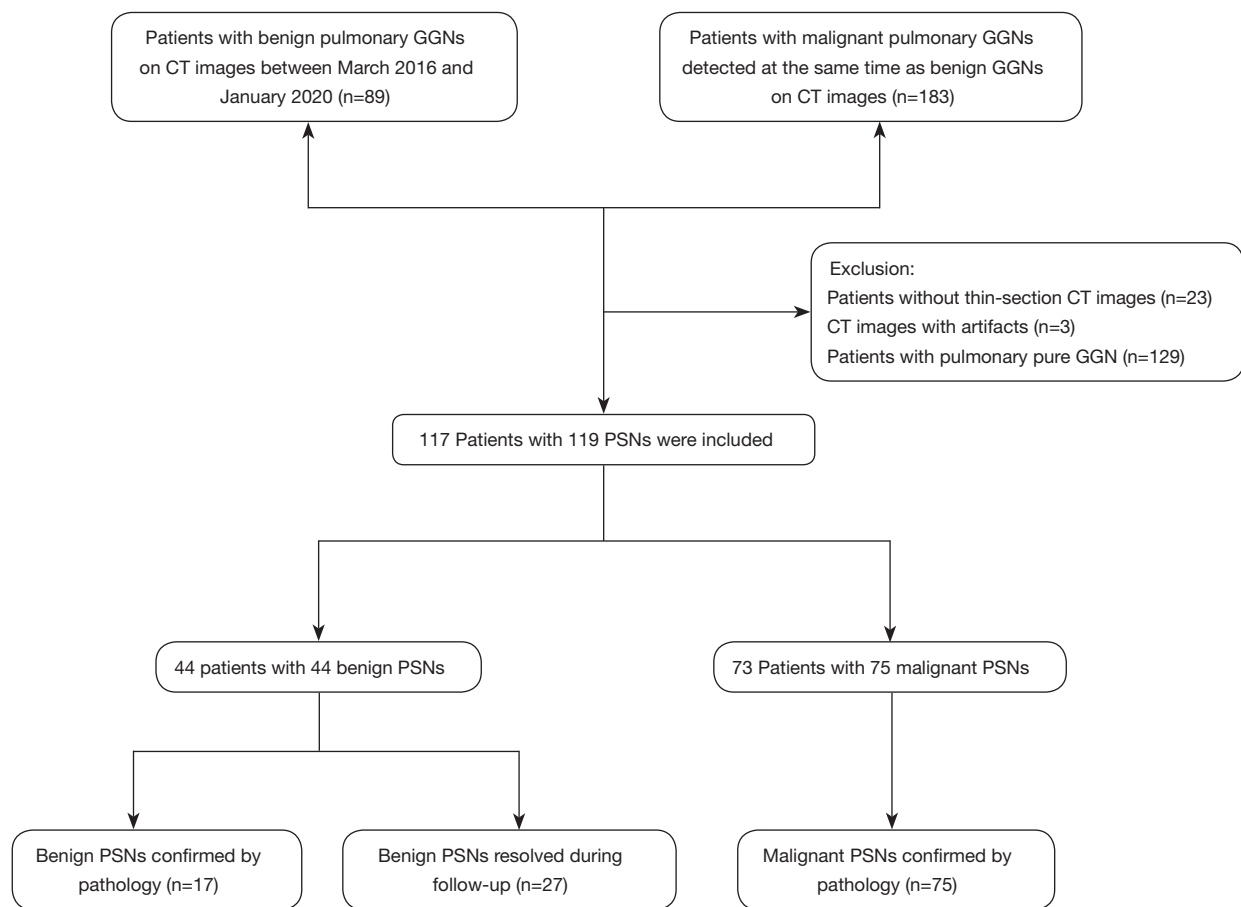 Patients with benign pulmonary GGNs
on CT images between March 2016 and
January 2020 (n=89)
Patients with malignant pulmonary GGNs
detected at the same time as benign GGNs
on CT images (n=183)
Exclusion:
Patients without thin-section CT images (n=23)
CT images with artifacts (n=3)
Patients with pulmonary pure GGN (n=129)
117 Patients with 119 PSNs were included
44 patients with 44 benign PSNs
73 Patients with 75 malignant PSNs
Benign PSNs confirmed by
pathology (n=17)
Benign PSNs resolved during
follow-up (n=27)
Malignant PSNs confirmed by
pathology (n=75)